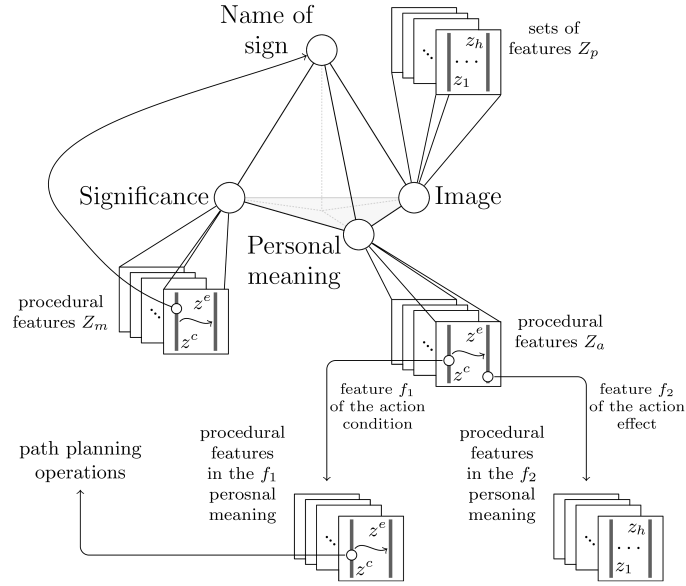 Name of
sign
sets of
features Z_p
z_h
...
z_1
Significance
Image
Personal
meaning
procedural
features Z_m
z^e
z^c
procedural
features Z_a
z^e
z^c
feature f_1
of the action
condition
feature f_2
of the action
effect
path planning
operations
procedural
features
in the f_1
perosnal
meaning
procedural
features
in the f_2
personal
meaning
z^e
z^c
z_h
...
z_1